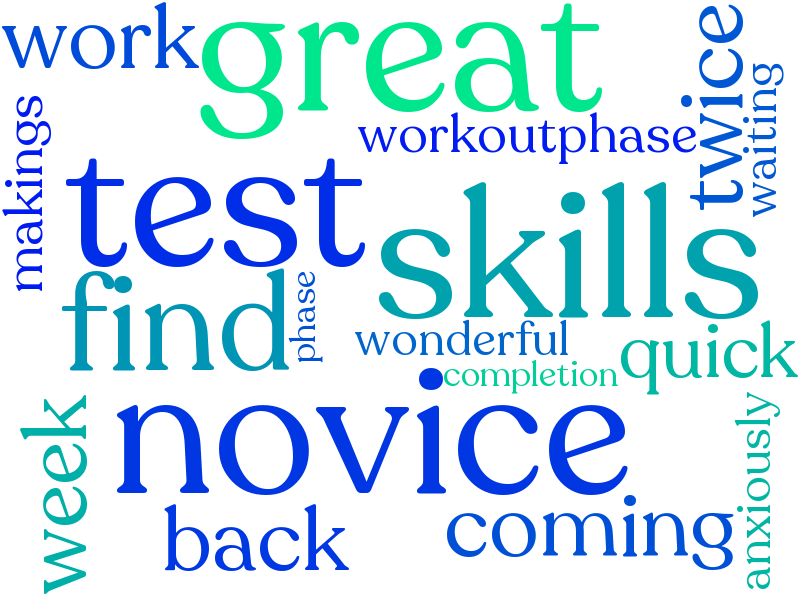 work
great
twice
waiting
workoutphase
makings
test
skills
find
phase
wonderful
quick
completion
novice
week
anxiously
back
coming